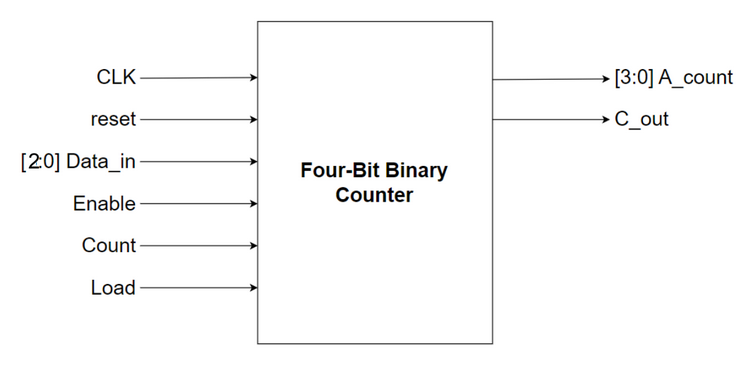 CLK
reset
[2:0] Data_in
Enable
Count
Load
Four-Bit Binary
Counter
[3:0] A_count
C_out